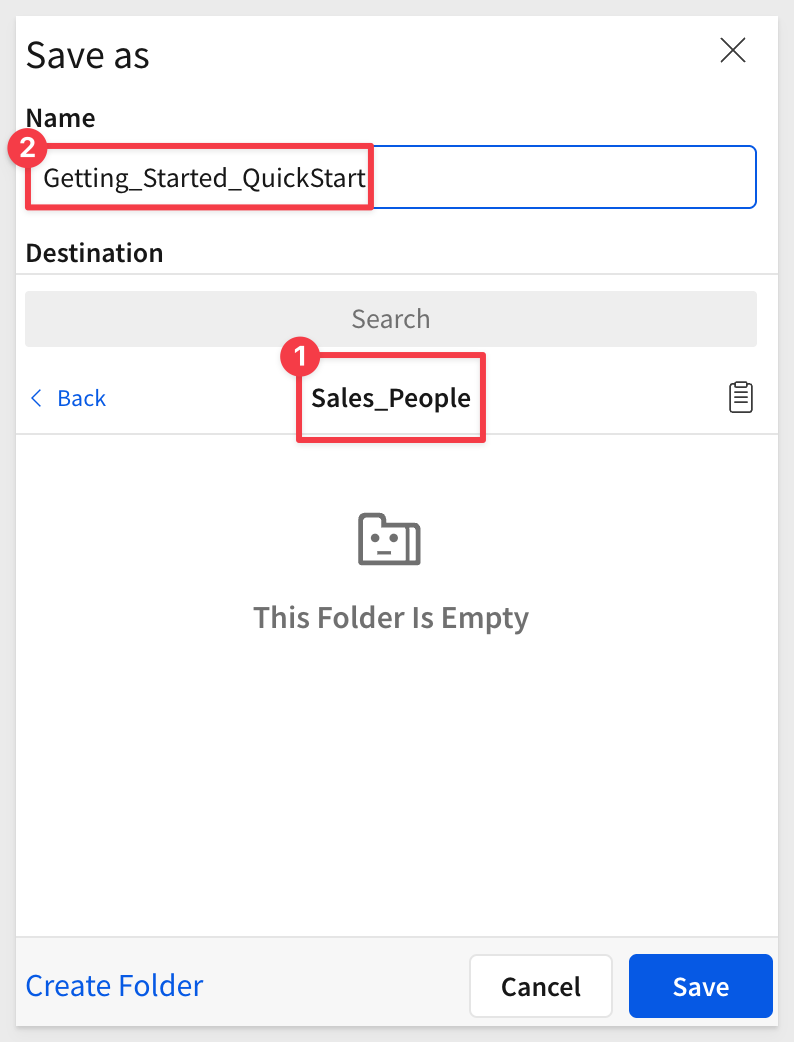 Save as
Name
2
Getting_Started_QuickStart
Destination
Search
1
Back
Sales_People
This Folder Is Empty
Create Folder
Cancel
Save